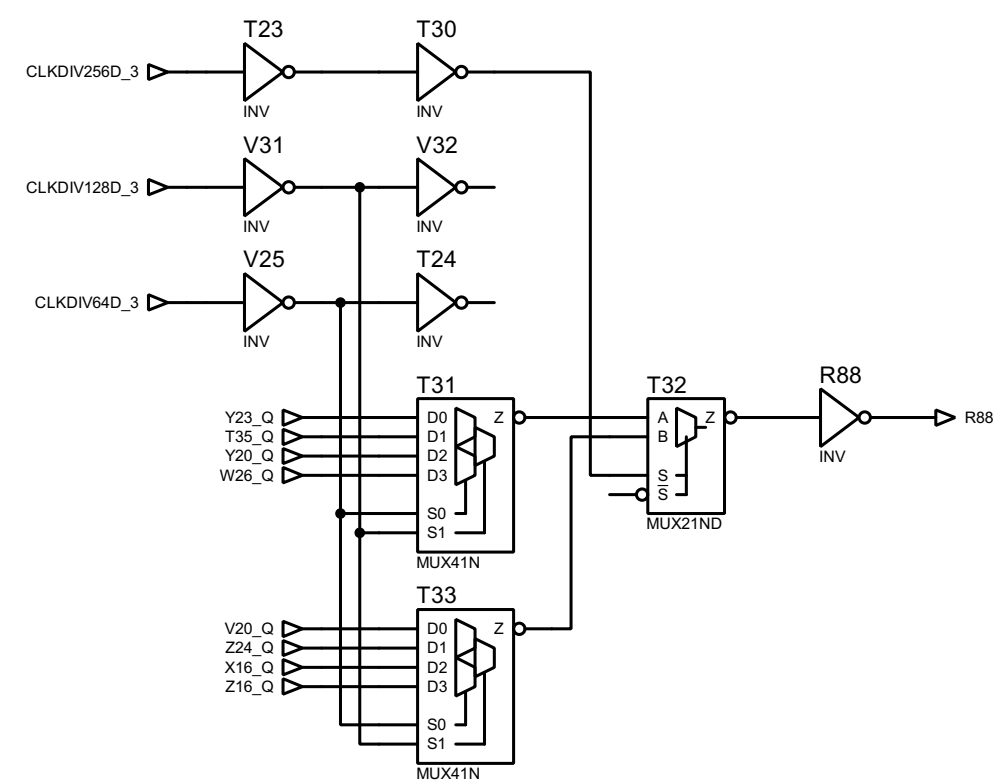 T23
T30
CLKDIV256D_3
INV
INV
V31
V32
CLKDIV128D_3
INV
INV
V25
T24
CLKDIV64D_3
INV
INV
T31
T32
R88
Y23_Q
D0
Z
A
Z
R88
T35_Q
D1
B
Y20_Q
D2
INV
W26_Q
D3
S
S
S0
MUX21ND
S1
MUX41N
T33
V20_Q
D0
Z
Z24_Q
D1
X16_Q
D2
Z16_Q
D3
S0
S1
MUX41N